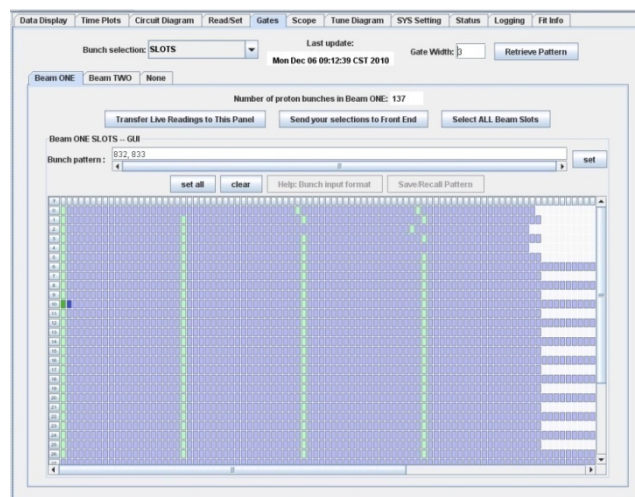 Data Display Time Plots Circuit Diagram Read/Set Gates Scope Tune Diagram SYS Setting Status Logging Fit Info
Bunch selection: SLOTS Last update: Gate Width: 3 Retrieve Pattern
Mon Dec 06 09:12:39 CST 2010
Beam ONE Beam TWO None
Number of proton bunches in Beam ONE: 137
Transfer Live Readings to This Panel Send your selections to Front End Select ALL Beam Slots
Beam ONE SLOTS -- GUI
Bunch pattern : 832, 833 set
set all clear Help: Bunch input format Save/Recall Pattern